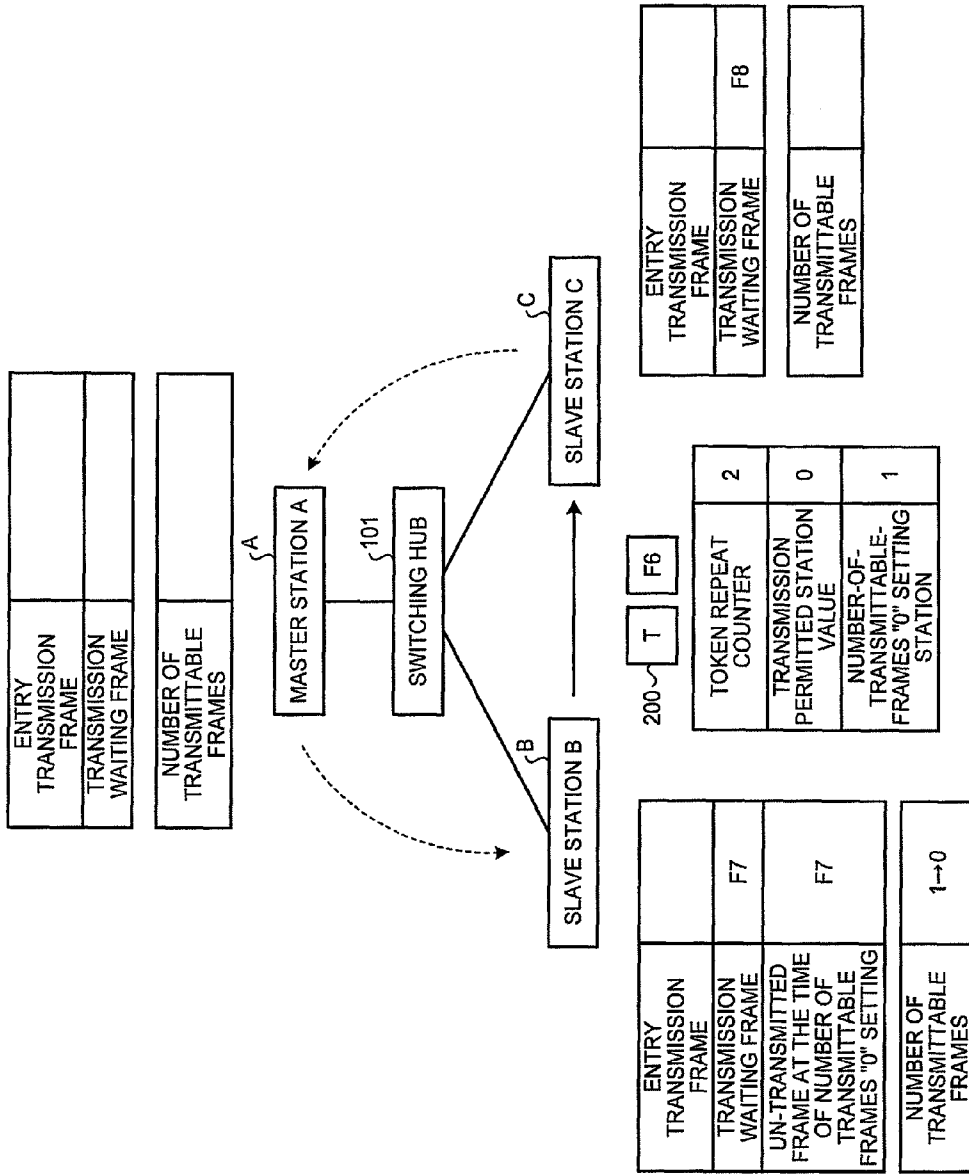 ENTRY
TRANSMISSION
FRAME
TRANSMISSION
WAITING FRAME
NUMBER OF
TRANSMITTABLE
FRAMES
A
MASTER STATION A
101
SWITCHING HUB
B
SLAVE STATION B
C
SLAVE STATION C
ENTRY
TRANSMISSION
FRAME
TRANSMISSION
WAITING FRAME
F7
UN-TRANSMITTED
FRAME AT THE TIME
OF NUMBER OF
TRANSMITTABLE
FRAMES "0" SETTING
F7
NUMBER OF
TRANSMITTABLE
FRAMES
1→0
200
T
F6
TOKEN REPEAT
COUNTER
2
TRANSMISSION
PERMITTED STATION
VALUE
0
NUMBER-OF-
TRANSMITTABLE-
FRAMES "0" SETTING
STATION
1
ENTRY
TRANSMISSION
FRAME
TRANSMISSION
WAITING FRAME
F8
NUMBER OF
TRANSMITTABLE
FRAMES